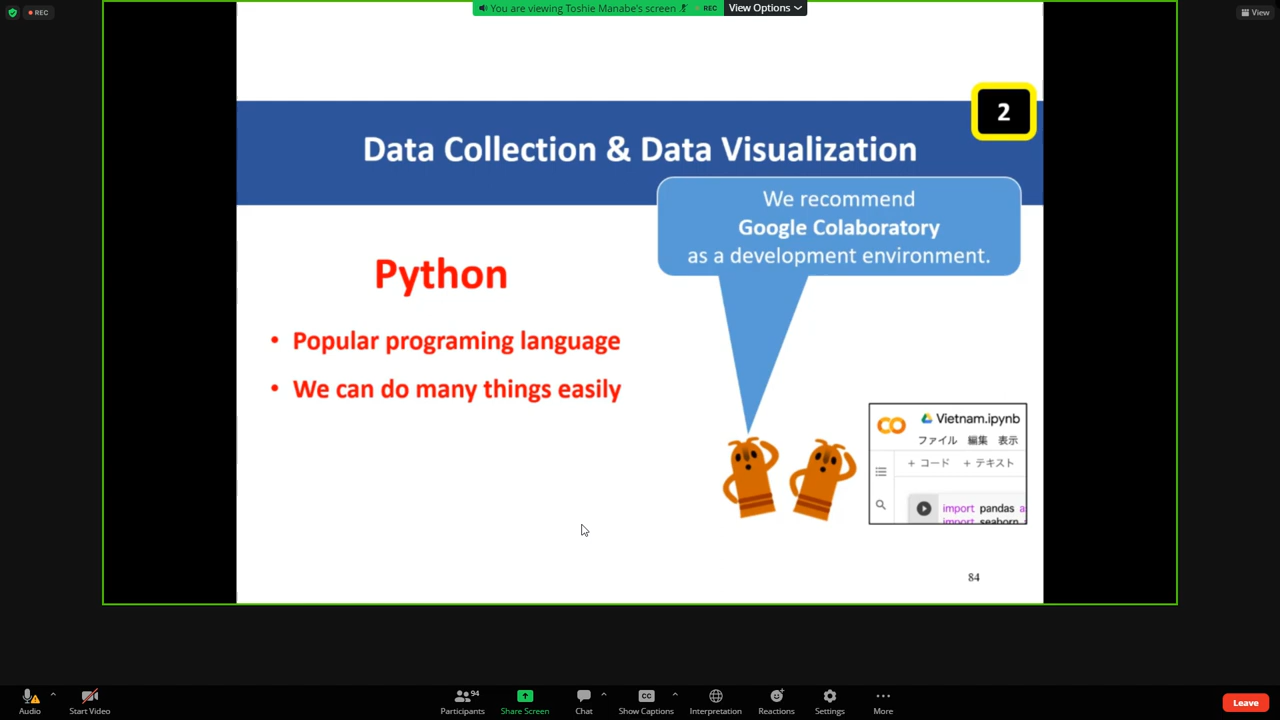 REC
You are viewing Toshie Manabe's screen
REC
View Options
View
2
Data Collection & Data Visualization
We recommend
Google Colaboratory
as a development environment.
Python
• Popular programing language
• We can do many things easily
Vietnam.ipynb
ファイル 編集 表示
+ コード + テキスト
import pandas a
import seaborn
84
Audio
Start Video
94
Participants
Share Screen
Chat
CC
Show Captions
Interpretation
Reactions
Settings
More
Leave